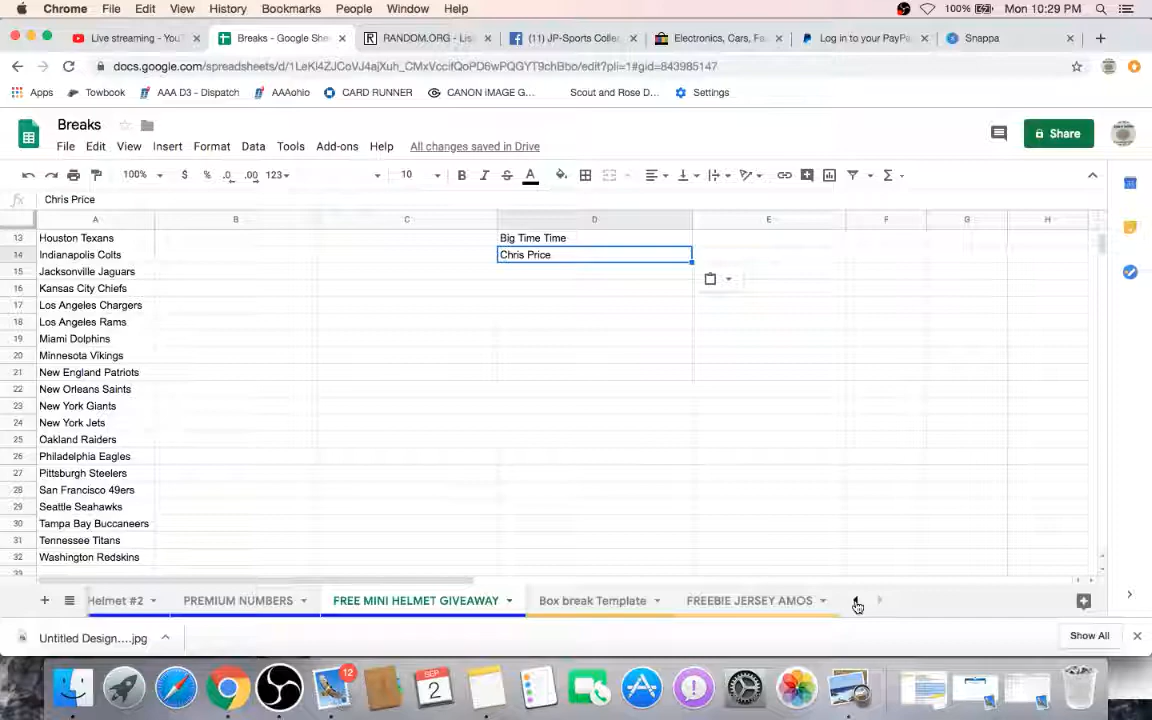 Chrome File Edit View History Bookmarks People Window Help 100% Mon 10:29 PM
Live streaming - YouT Breaks - Google She RANDOM.ORG - Lis (11) JP-Sports Colle Electronics, Cars, Fa Log in to your PayPa Snappa
docs.google.com/spreadsheets/d/1LeKl4ZJCoVJ4ajXuh_CMxVccifQoPD6wPQGYT9chBbo/edit?pli=1#gid=843985147
Apps Towbook AAA D3 - Dispatch AAAohio CARD RUNNER CANON iMAGE G... Scout and Rose D... Settings
Breaks
Share
File Edit View Insert Format Data Tools Add-ons Help All changes saved in Drive
100% $ % .0 .00 123 10 B I S A Σ
fx Chris Price
A B C D E F G H
13 Houston Texans Big Time Time
14 Indianapolis Colts Chris Price
15 Jacksonville Jaguars
16 Kansas City Chiefs
17 Los Angeles Chargers
18 Los Angeles Rams
19 Miami Dolphins
20 Minnesota Vikings
21 New England Patriots
22 New Orleans Saints
23 New York Giants
24 New York Jets
25 Oakland Raiders
26 Philadelphia Eagles
27 Pittsburgh Steelers
28 San Francisco 49ers
29 Seattle Seahawks
30 Tampa Bay Buccaneers
31 Tennessee Titans
32 Washington Redskins
33
Helmet #2 PREMIUM NUMBERS FREE MINI HELMET GIVEAWAY Box break Template FREEBIE JERSEY AMOS
Untitled Design....jpg Show All
12 SEP 2